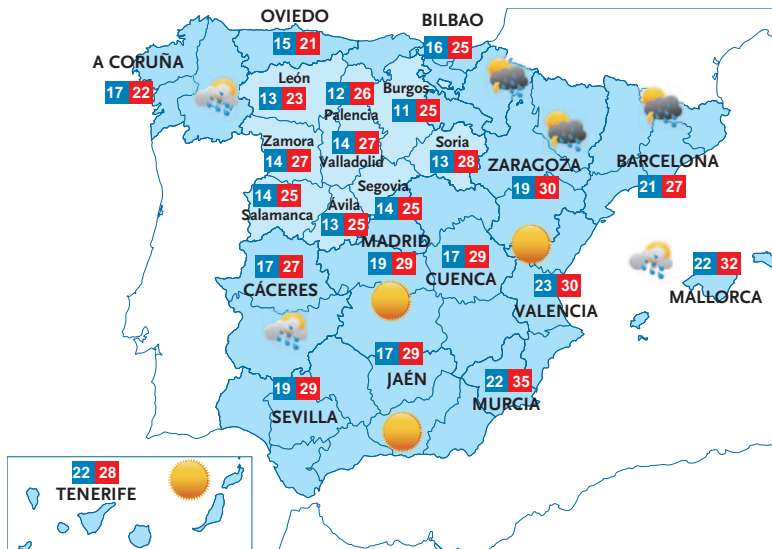 OVIEDO
15 21
BILBAO
16 25
A CORUÑA
17 22
León
13 23
12 26
Palencia
Burgos
11 25
Zamora
14 27
14 27
Valladolid
Soria
13 28
ZARAGOZA
19 30
BARCELONA
21 27
14 25
Salamanca
Ávila
13 25
Segovia
14 25
MADRID
19 29
17 29
CUENCA
17 27
CÁCERES
23 30
VALENCIA
22 32
MALLORCA
17 29
JAÉN
19 29
SEVILLA
22 35
MURCIA
22 28
TENERIFE